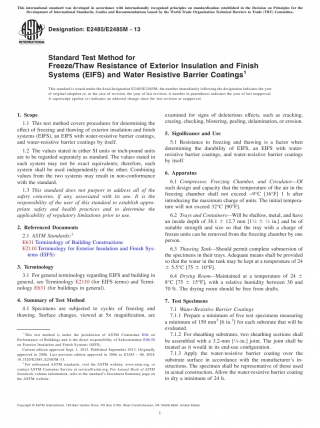 This international standard was developed in accordance with internationally recognized principles on standardization established in the Decision on Principles for the
Development of International Standards, Guides and Recommendations issued by the World Trade Organization Technical Barriers to Trade (TBT) Committee.
Designation: E2485/E2485M − 13
Standard Test Method for
Freeze/Thaw Resistance of Exterior Insulation and Finish
Systems (EIFS) and Water Resistive Barrier Coatings1
This standard is issued under the fixed designation E2485/E2485M; the number immediately following the designation indicates the year
of original adoption or, in the case of revision, the year of last revision. A number in parentheses indicates the year of last reapproval.
A superscript epsilon (ε) indicates an editorial change since the last revision or reapproval.
1. Scope
1.1 This test method covers procedures for determining the
effect of freezing and thawing of exterior insulation and finish
systems (EIFS), an EIFS with water-resistive barrier coatings,
and water-resistive barrier coatings by itself.
1.2 The values stated in either SI units or inch-pound units
are to be regarded separately as standard. The values stated in
each system may not be exact equivalents; therefore, each
system shall be used independently of the other. Combining
values from the two systems may result in non-conformance
with the standard.
1.3 This standard does not purport to address all of the
safety concerns, if any, associated with its use. It is the
responsibility of the user of this standard to establish appro-
priate safety and health practices and to determine the
applicability of regulatory limitations prior to use.
2. Referenced Documents
2.1 ASTM Standards:2
E631 Terminology of Building Constructions
E2110 Terminology for Exterior Insulation and Finish Sys-
tems (EIFS)
3. Terminology
3.1 For general terminology regarding EIFS and building in
general, see Terminology E2110 (for EIFS terms) and Termi-
nology E631 (for buildings in general).
4. Summary of Test Method
4.1 Specimens are subjected to cycles of freezing and
thawing. Surface changes, viewed at 5× magnification, are
1 This test method is under the jurisdiction of ASTM Committee E06 on
Performance of Buildings and is the direct responsibility of Subcommittee E06.58
on Exterior Insulation and Finish Systems (EIFS).
Current edition approved Sept. 1, 2013. Published September 2013. Originally
approved in 2006. Last previous edition approved in 2006 as E2485 – 06.
2 For referenced ASTM standards, visit the ASTM website, www.astm.org, or
contact ASTM Customer Service at service@astm.org. For Annual Book of ASTM
Standards volume information, refer to the standard's Document Summary page on
the ASTM website.
examined for signs of deleterious effects, such as cracking,
crazing, checking, blistering, peeling, delamination, or erosion.
5. Significance and Use
5.1 Resistance to freezing and thawing is a factor when
determining the durability of EIFS, an EIFS with water-
resistive barrier coatings, and water-resistive barrier coatings
by itself.
6. Apparatus
6.1 Compressor, Freezing Chamber, and Circulator—Of
such design and capacity that the temperature of the air in the
freezing chamber shall not exceed
introducing the maximum charge of units. The initial tempera-
ture will not exceed 32°C [90°F].
6.2 Trays and Containers—Will be shallow, metal, and have
an inside depth of 38.1 ± 12.7 mm [1½ ± ½ in.] and be of
suitable strength and size so that the tray with a charge of
frozen units can be removed from the freezing chamber by one
person.
6.3 Thawing Tank—Should permit complete submersion of
the specimens in their trays. Adequate means shall be provided
so that the water in the tank may be kept at a temperature of 24
± 5.5°C [75 ± 10°F].
6.4 Drying Room—Maintained at a temperature of 24 ±
8°C [75 ± 15°F], with a relative humidity between 30 and
70 %. The drying room should be free from drafts.
7. Test Specimens
7.1 Water-Resistive Barrier Coatings
7.1.1 Prepare a minimum of five test specimens measuring
a minimum of 150 mm² [6 in.²] for each substrate that will be
evaluated.
7.1.2 For sheathing substrates, two sheathing sections shall
be assembled with a 3.2-mm [⅛-in.] joint. The joint shall be
treated as it would in its end-use configuration.
7.1.3 Apply the water-resistive barrier coating over the
substrate surface in accordance with the manufacturer's in-
structions. The specimen shall be representative of those used
in actual construction. Allow the water-resistive barrier coating
to dry a minimum of 24 h.
Copyright © ASTM International, 100 Barr Harbor Drive, PO Box C700, West Conshohocken, PA 19428-2959. United States
1